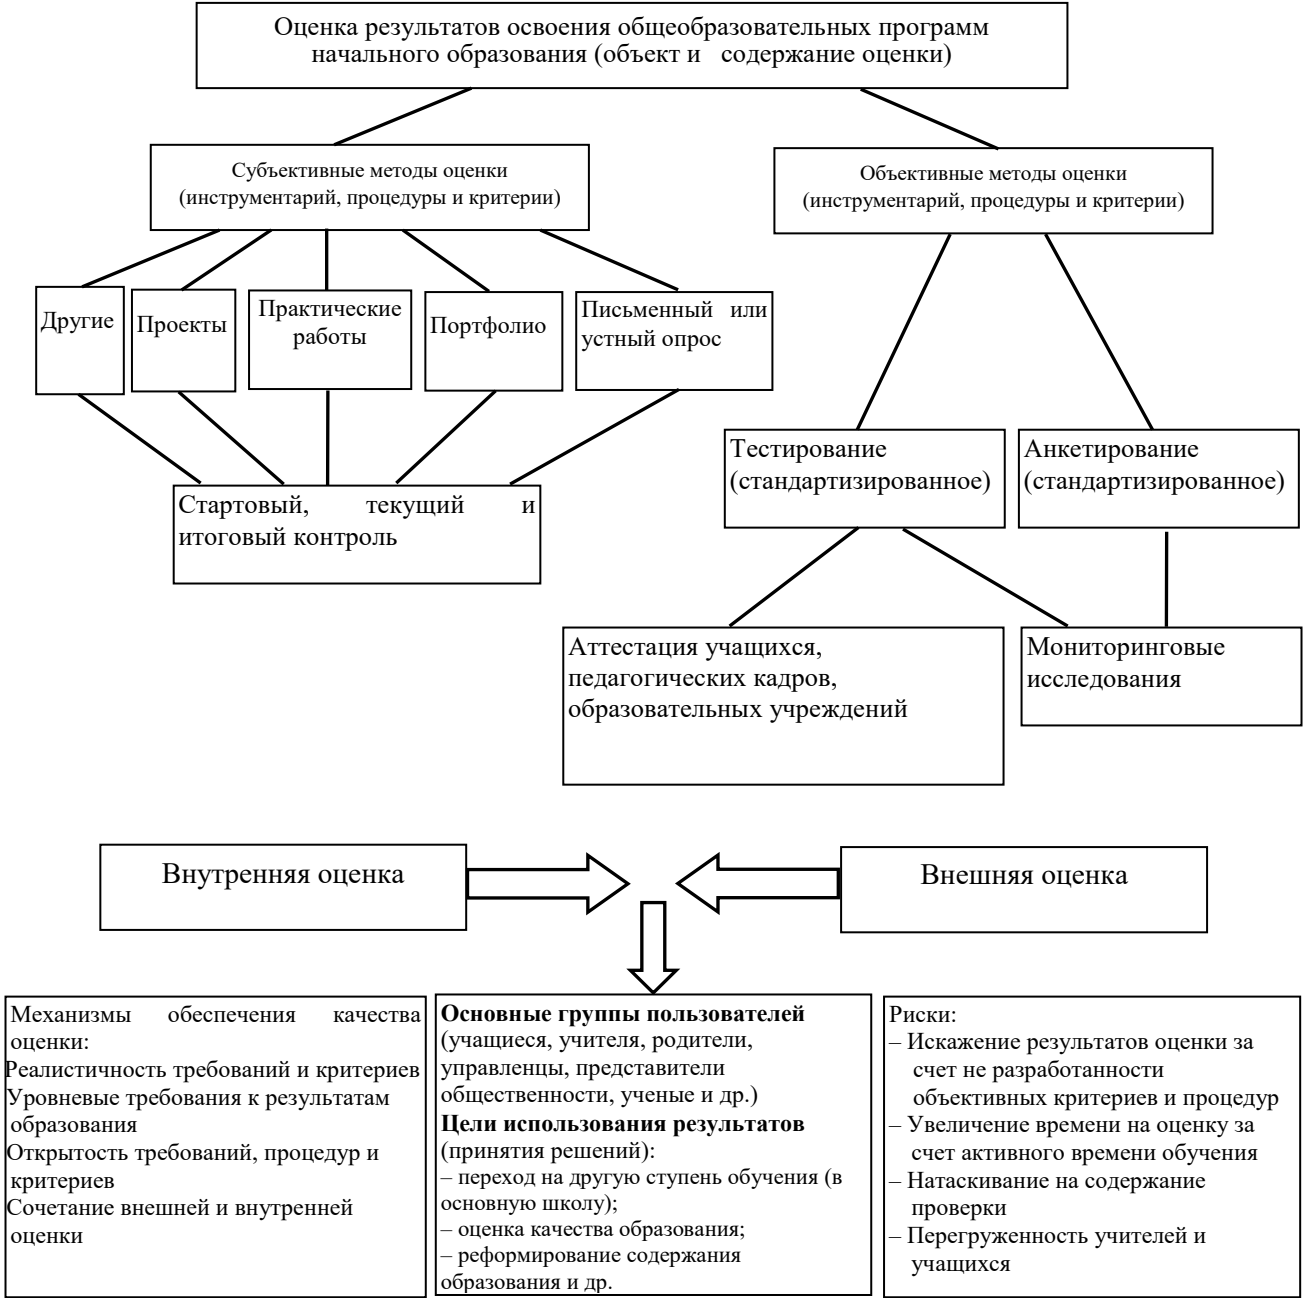 Оценка результатов освоения общеобразовательных программ
начального образования (объект и содержание оценки)
Субъективные методы оценки
(инструментарий, процедуры и критерии)
Объективные методы оценки
(инструментарий, процедуры и критерии)
Другие
Проекты
Практические
работы
Портфолио
Письменный или
устный опрос
Тестирование
(стандартизированное)
Анкетирование
(стандартизированное)
Стартовый, текущий и
итоговый контроль
Аттестация учащихся,
педагогических кадров,
образовательных учреждений
Мониторинговые
исследования
Внутренняя оценка
Внешняя оценка
Механизмы обеспечения качества
оценки:
Реалистичность требований и критериев
Уровневые требования к результатам
образования
Открытость требований, процедур и
критериев
Сочетание внешней и внутренней
оценки
Основные группы пользователей
(учащиеся, учителя, родители,
управленцы, представители
общественности, ученые и др.)
Цели использования результатов
(принятия решений):
– переход на другую ступень обучения (в
основную школу);
– оценка качества образования;
– реформирование содержания
образования и др.
Риски:
– Искажение результатов оценки за
счет не разработанности
объективных критериев и процедур
– Увеличение времени на оценку за
счет активного времени обучения
– Натаскивание на содержание
проверки
– Перегруженность учителей и
учащихся